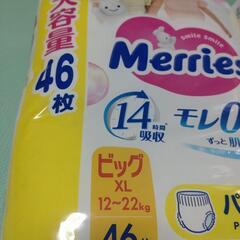 大容量
46枚
smile smile
Merries
14時間
吸収
モレ0
ずっと肌
ビッグ
XL
12~22kg
パ
P
46